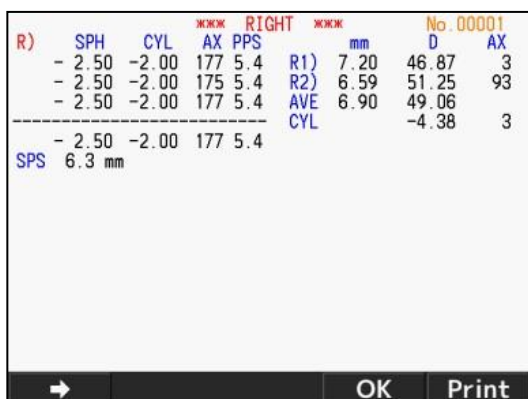 *** RIGHT *** No.00001
R) SPH CYL AX PPS mm D AX
- 2.50 -2.00 177 5.4 R1) 7.20 46.87 3
- 2.50 -2.00 175 5.4 R2) 6.59 51.25 93
- 2.50 -2.00 177 5.4 AVE 6.90 49.06
--------------------------- CYL -4.38 3
- 2.50 -2.00 177 5.4
SPS 6.3 mm
➔ OK Print